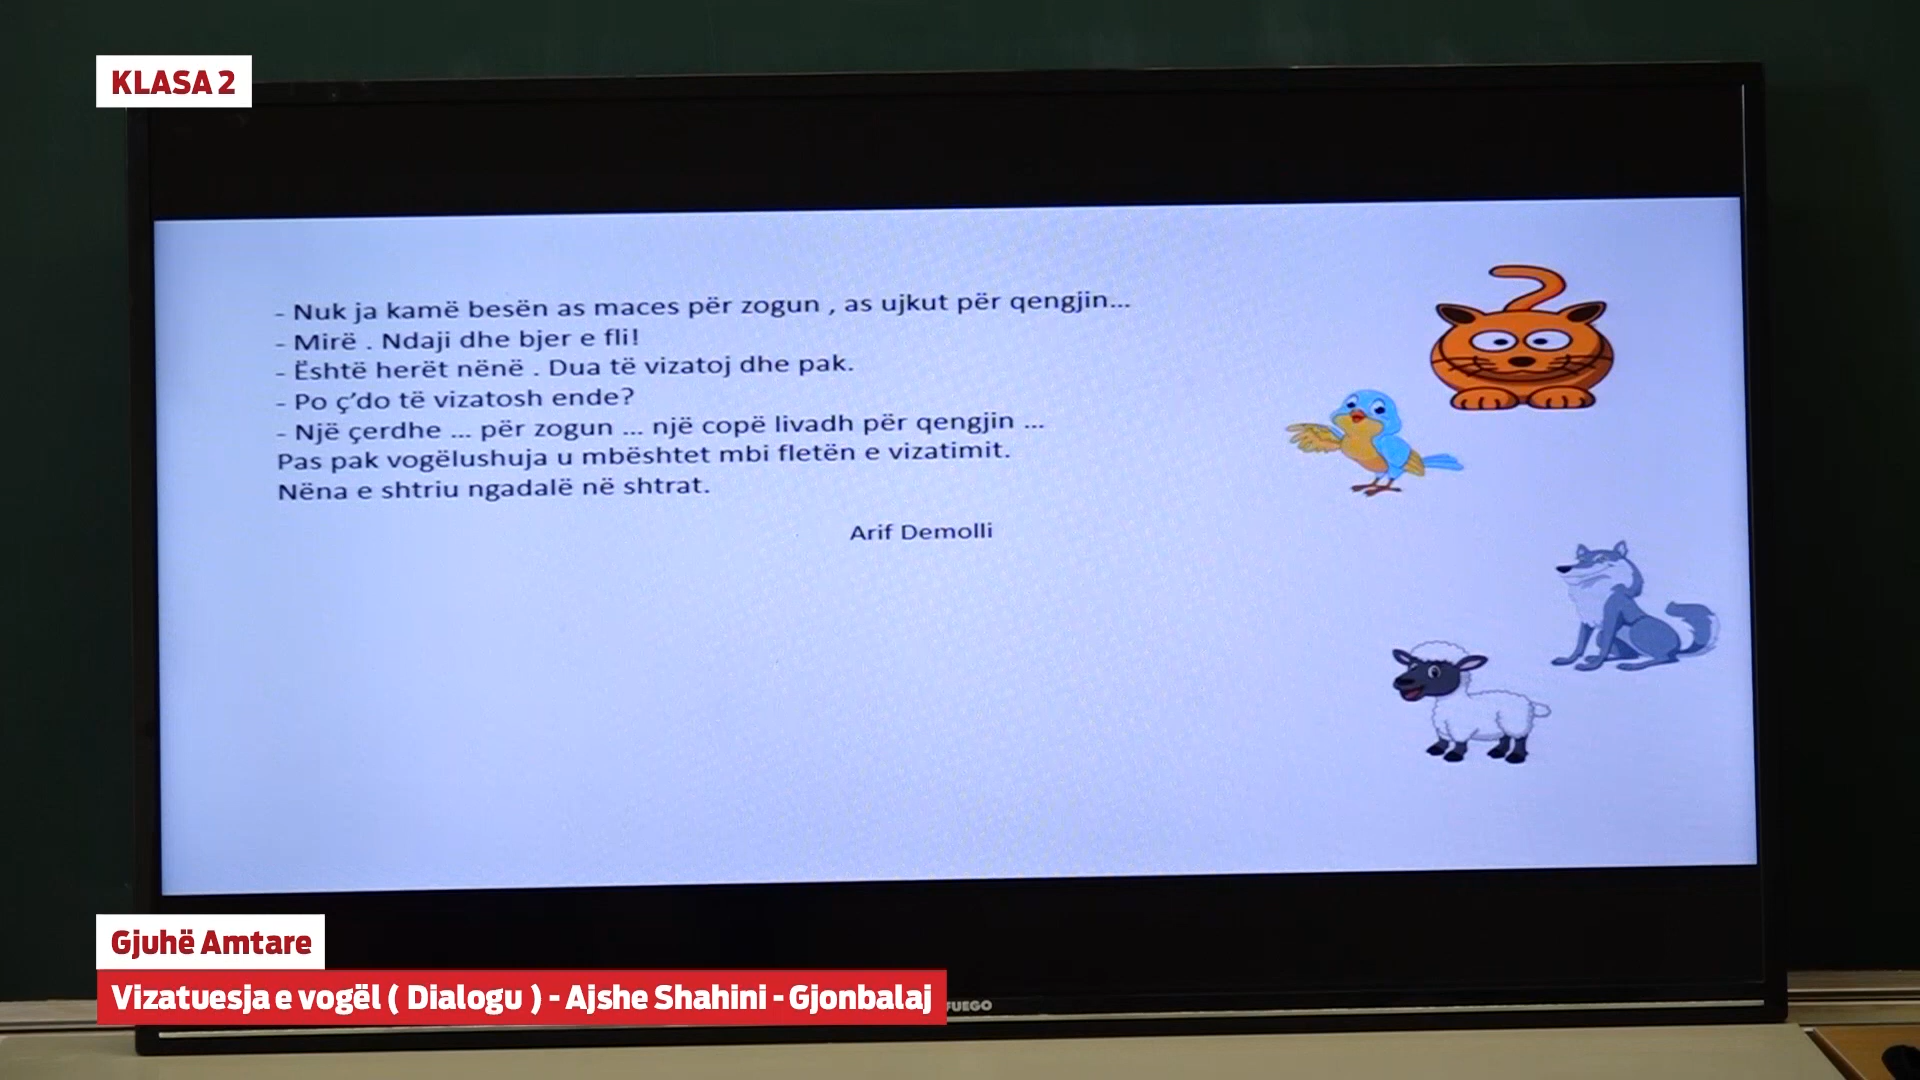 KLASA 2
- Nuk ja kamë besën as maces për zogun , as ujkut për qengjin...
- Mirë . Ndaji dhe bjer e fli!
- Është herët nënë . Dua të vizatoj dhe pak.
- Po ç'do të vizatosh ende?
- Një çerdhe ... për zogun ... një copë livadh për qengjin ...
Pas pak vogëlushuja u mbështet mbi fletën e vizatimit.
Nëna e shtriu ngadalë në shtrat.
Arif Demolli
Gjuhë Amtare
Vizatuesja e vogël ( Dialogu ) - Ajshe Shahini - Gjonbalaj
FUEGO